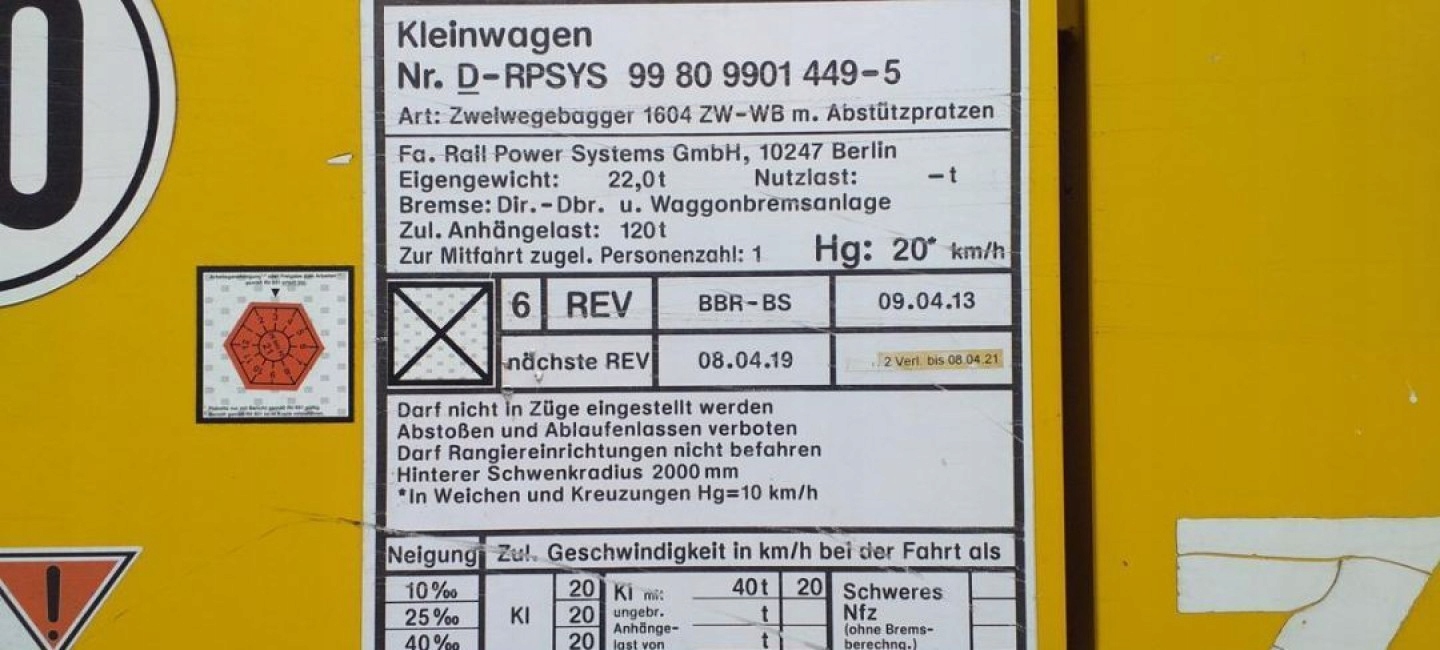 0
Kleinwagen
Nr. D-RPSYS 99 80 9901 449-5
Art: Zweiwegebagger 1604 ZW-WB m. Abstützpratzen
Fa. Rail Power Systems GmbH, 10247 Berlin
Eigengewicht: 22,0t Nutzlast: -t
Bremse: Dir.-Dbr. u. Waggonbremsanlage
Zul. Anhängelast: 120t
Zur Mitfahrt zugel. Personenzahl: 1 Hg: 20* km/h
6 REV BBR-BS 09.04.13
nächste REV 08.04.19 2 Verl. bis 08.04.21
Darf nicht in Züge eingestellt werden
Abstoßen und Ablaufenlassen verboten
Darf Rangiereinrichtungen nicht befahren
Hinterer Schwenkradius 2000 mm
*In Weichen und Kreuzungen Hg=10 km/h
Neigung Zul. Geschwindigkeit in km/h bei der Fahrt als
10‰ Kl 20 Kl mit 40t 20 Schweres
25‰ 20 ungebr. t Nfz
40‰ 20 Anhänge- t (ohne Brems-
last von berechng.)
!
7